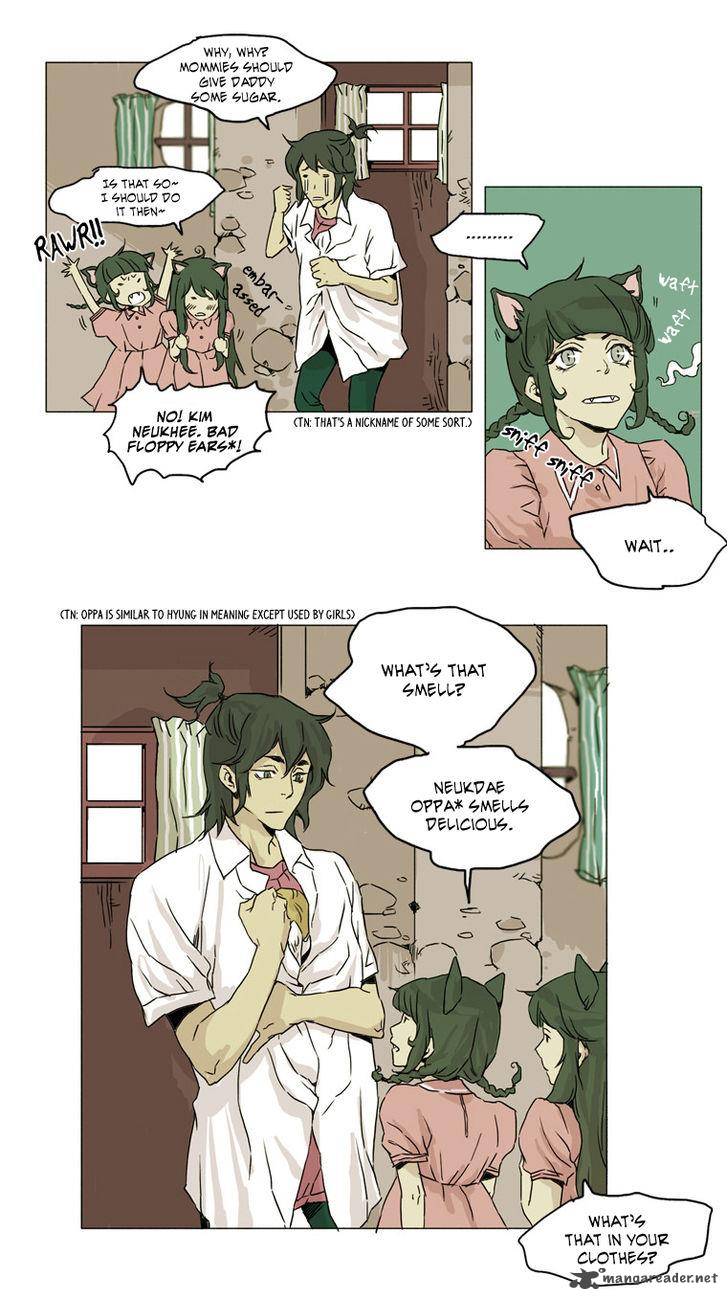 WHY, WHY?
MOMMIES SHOULD
GIVE DADDY
SOME SUGAR.
IS THAT SO~
I SHOULD DO
IT THEN~
RAWR!!
embar-
assed
NO! KIM
NEUKHEE. BAD
FLOPPY EARS*!
(TN: THAT'S A NICKNAME OF SOME SORT.)
.........
waft
waft
sniff sniff
WAIT..
(TN: OPPA IS SIMILAR TO HYUNG IN MEANING EXCEPT USED BY GIRLS)
WHAT'S THAT
SMELL?
NEUKDAE
OPPA* SMELLS
DELICIOUS.
WHAT'S
THAT IN YOUR
CLOTHES?
mangareader.net